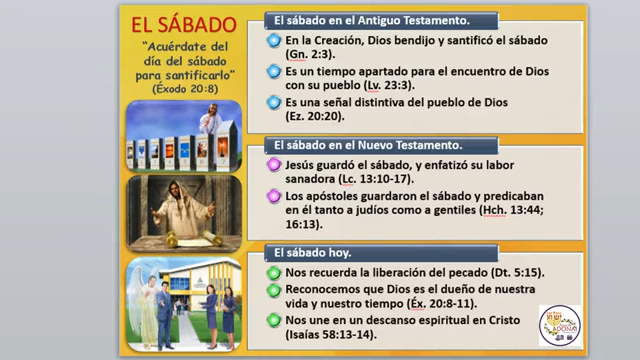 EL SÁBADO
“Acuérdate del
día del sábado
para santificarlo”
(Éxodo 20:8)
El sábado en el Antiguo Testamento.
En la Creación, Dios bendijo y santificó el sábado
(Gn. 2:3).
Es un tiempo apartado para el encuentro de Dios
con su pueblo (Lv. 23:3).
Es una señal distintiva del pueblo de Dios
(Ez. 20:20).
El sábado en el Nuevo Testamento.
Jesús guardó el sábado, y enfatizó su labor
sanadora (Lc. 13:10-17).
Los apóstoles guardaron el sábado y predicaban
en él tanto a judíos como a gentiles (Hch. 13:44;
16:13).
El sábado hoy.
Nos recuerda la liberación del pecado (Dt. 5:15).
Reconocemos que Dios es el dueño de nuestra
vida y nuestro tiempo (Éx. 20:8-11).
Nos une en un descanso espiritual en Cristo
(Isaías 58:13-14).
ADONAI